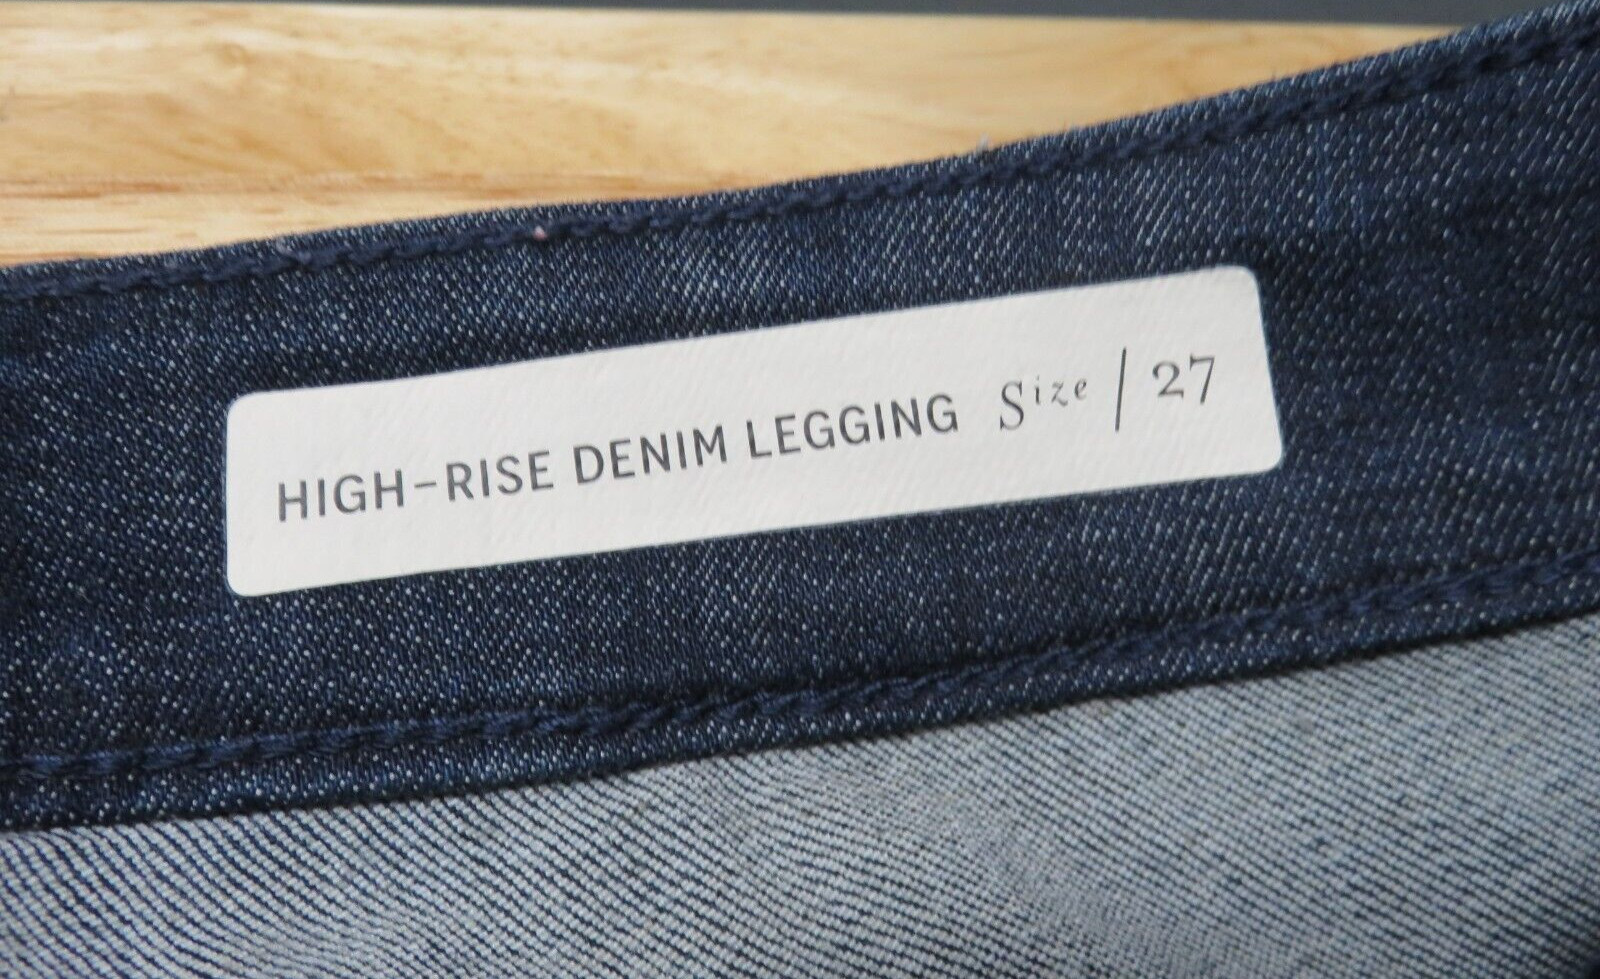 HIGH-RISE DENIM LEGGING Size / 27